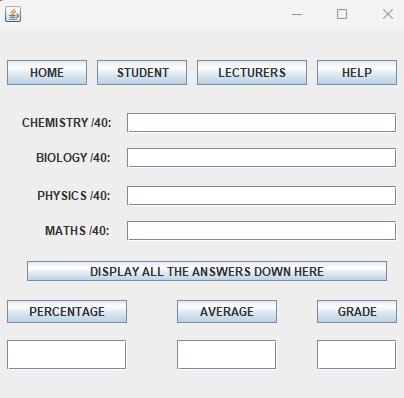 HOME STUDENT LECTURERS HELP
CHEMISTRY /40:
BIOLOGY /40:
PHYSICS /40:
MATHS /40:
DISPLAY ALL THE ANSWERS DOWN HERE
PERCENTAGE AVERAGE GRADE